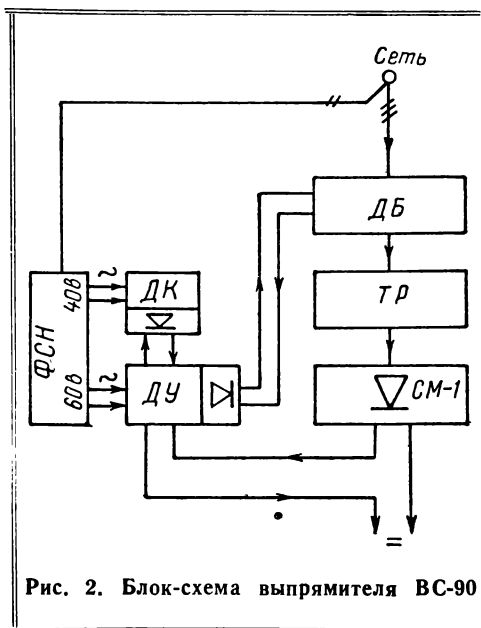 Сеть
ДБ
ТР
СМ-1
ФСН
40В
~
ДК
60В
~
ДУ
=
Рис. 2. Блок-схема выпрямителя ВС-90